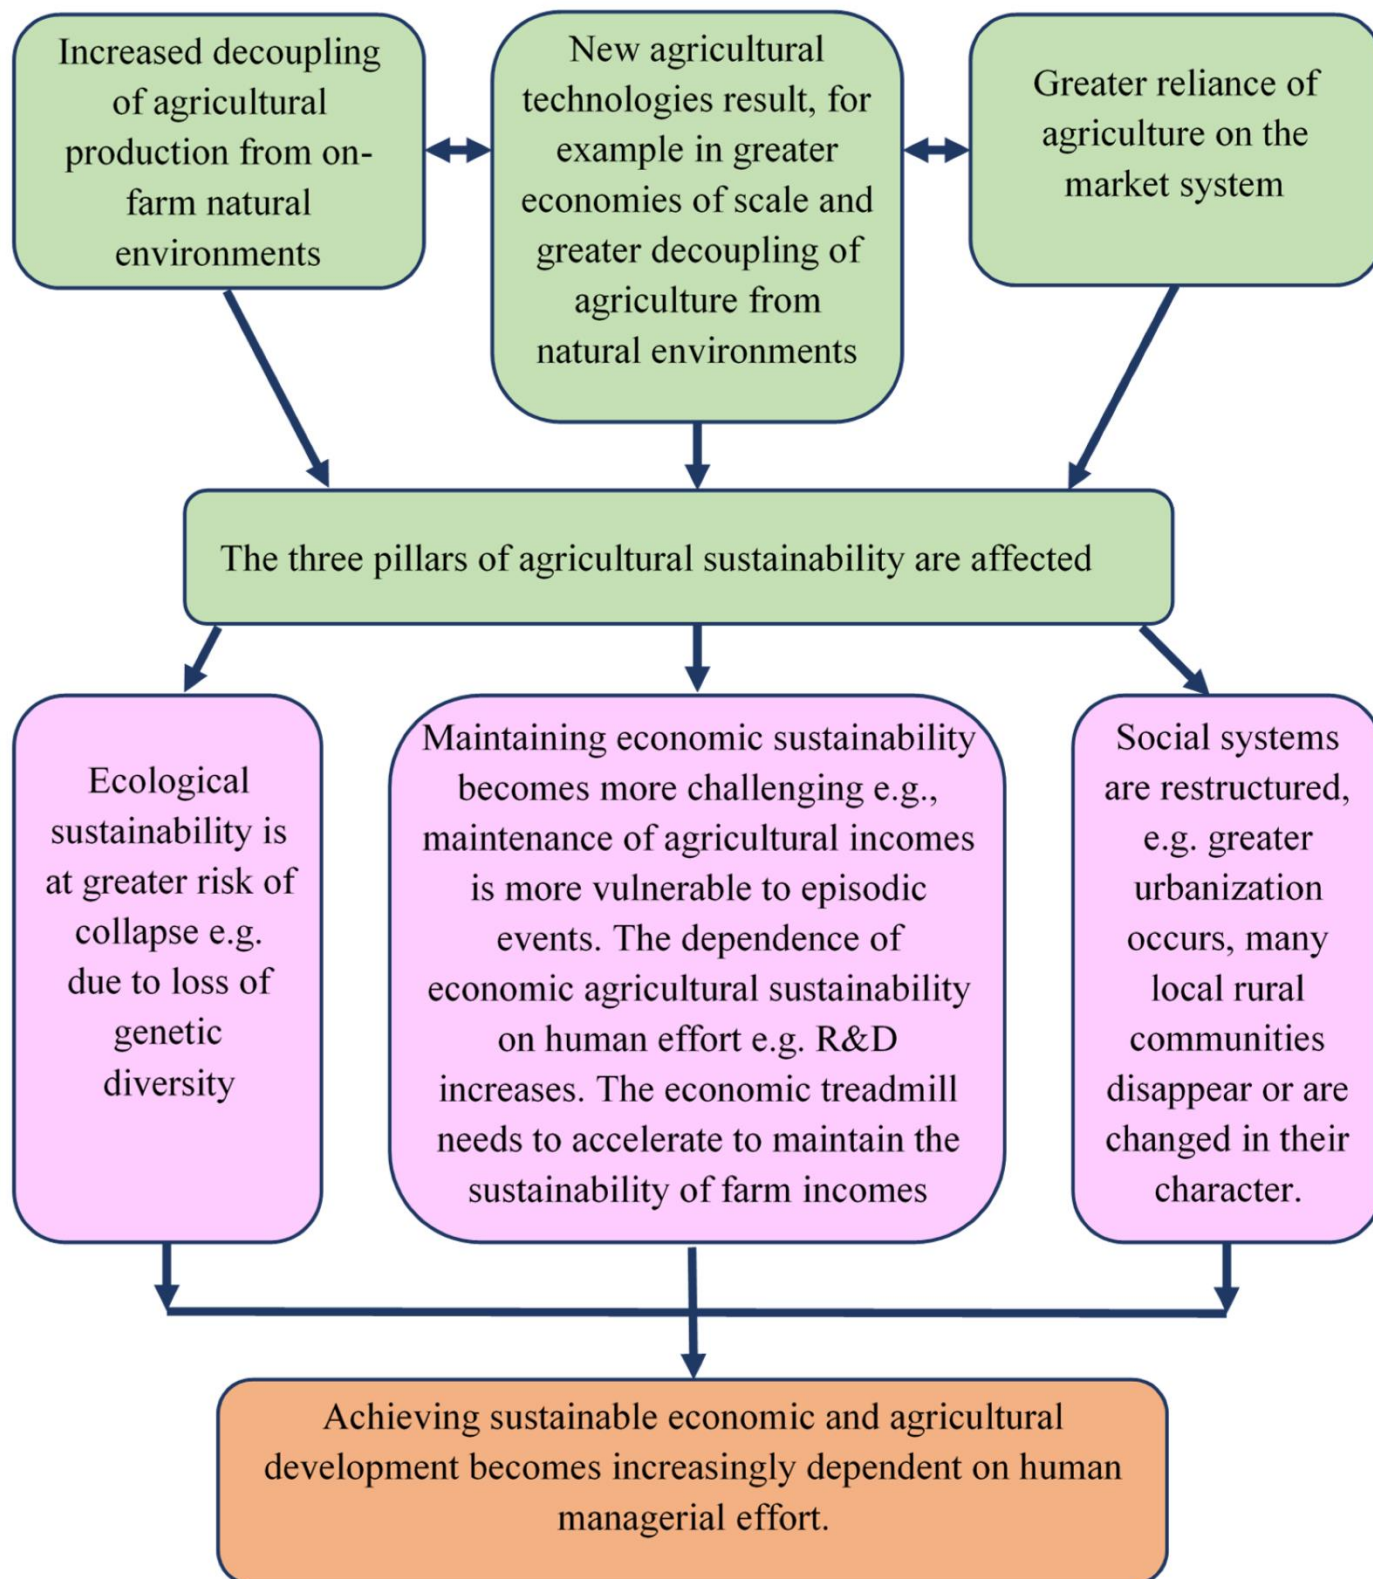 Increased decoupling
of agricultural
production from on-
farm natural
environments
New agricultural
technologies result, for
example in greater
economies of scale and
greater decoupling of
agriculture from
natural environments
Greater reliance of
agriculture on the
market system
The three pillars of agricultural sustainability are affected
Ecological
sustainability is
at greater risk of
collapse e.g.
due to loss of
genetic
diversity
Maintaining economic sustainability
becomes more challenging e.g.,
maintenance of agricultural incomes
is more vulnerable to episodic
events. The dependence of
economic agricultural sustainability
on human effort e.g. R&D
increases. The economic treadmill
needs to accelerate to maintain the
sustainability of farm incomes
Social systems
are restructured,
e.g. greater
urbanization
occurs, many
local rural
communities
disappear or are
changed in their
character.
Achieving sustainable economic and agricultural
development becomes increasingly dependent on human
managerial effort.